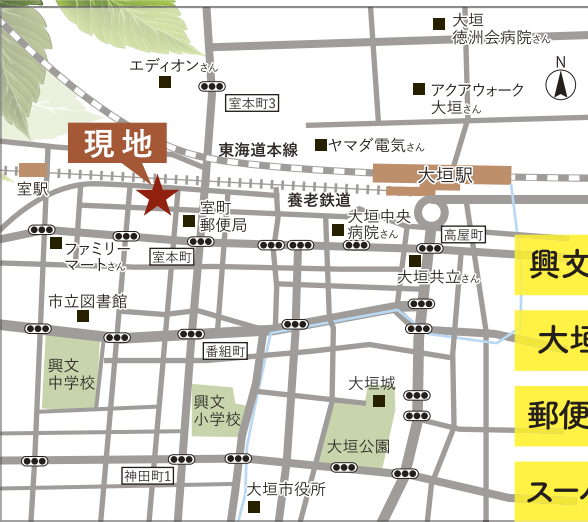 大垣
徳洲会病院さん
エディオンさん
N
アクアウォーク
大垣さん
室本町3
現地
東海道本線
ヤマダ電気さん
大垣駅
室駅
養老鉄道
室町
郵便局
大垣中央
病院さん
高屋町
ファミリー
マートさん
室本町
大垣共立さん
興文
市立図書館
大垣
番組町
興文
中学校
大垣城
興文
小学校
郵便
大垣公園
神田町1
大垣市役所
スーパ